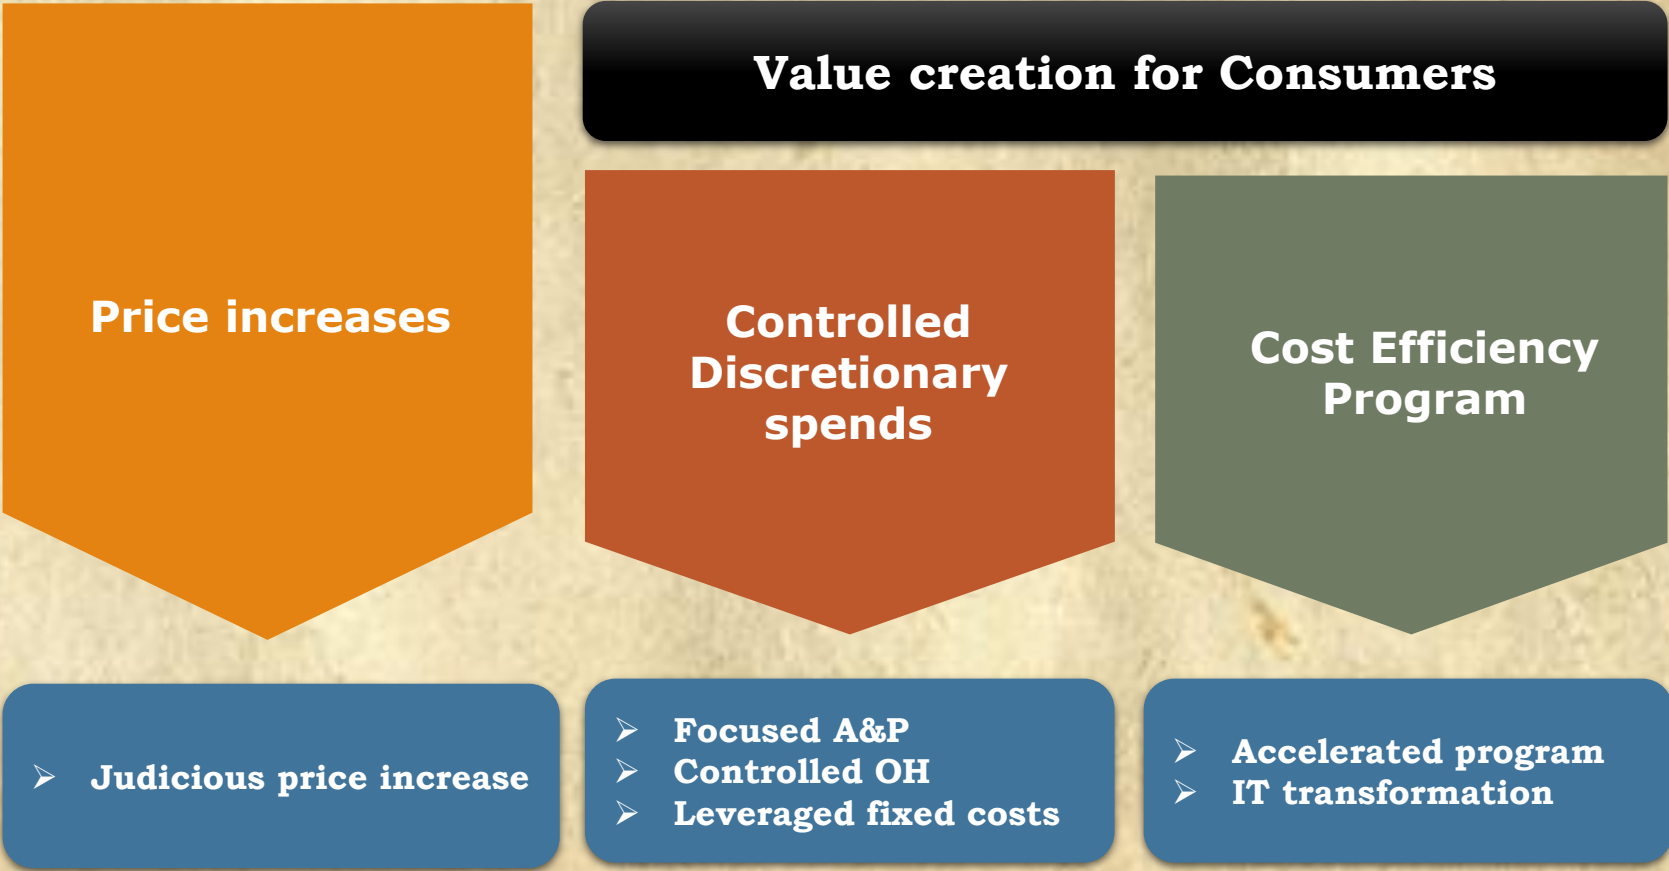 Value creation for Consumers
Price increases
Controlled
Discretionary
spends
Cost Efficiency
Program
➢ Judicious price increase
➢ Focused A&P
➢ Controlled OH
➢ Leveraged fixed costs
➢ Accelerated program
➢ IT transformation